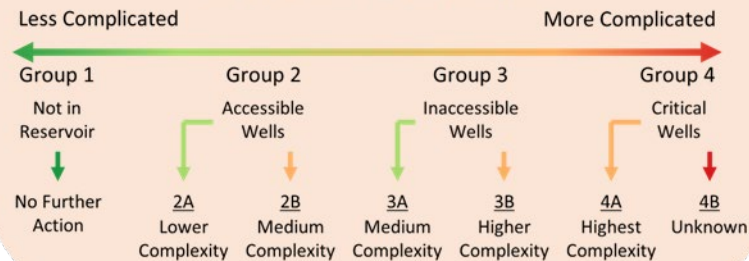 Less Complicated
More Complicated
Group 1
Group 2
Group 3
Group 4
Not in
Reservoir
Accessible
Wells
Inaccessible
Wells
Critical
Wells
No Further
Action
2A
Lower
Complexity
2B
Medium
Complexity
3A
Medium
Complexity
3B
Higher
Complexity
4A
Highest
Complexity
4B
Unknown